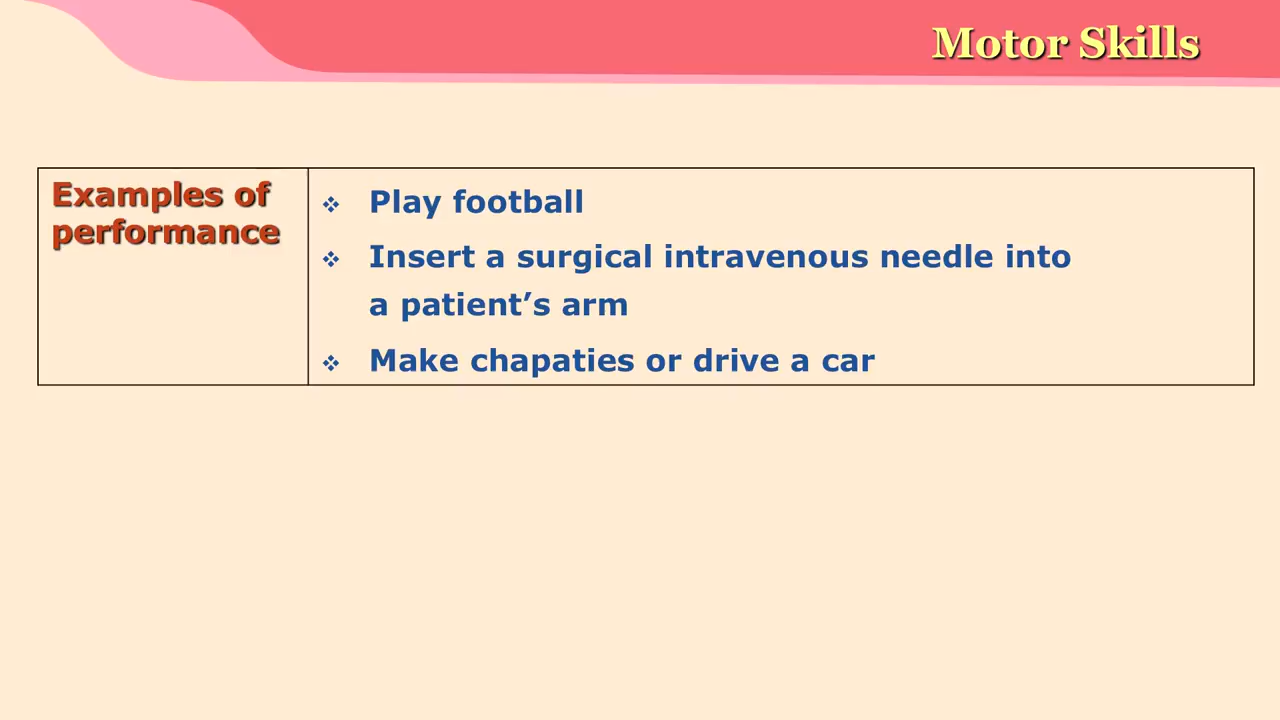 Motor Skills
Examples of
performance
❖ Play football
❖ Insert a surgical intravenous needle into
a patient’s arm
❖ Make chapaties or drive a car